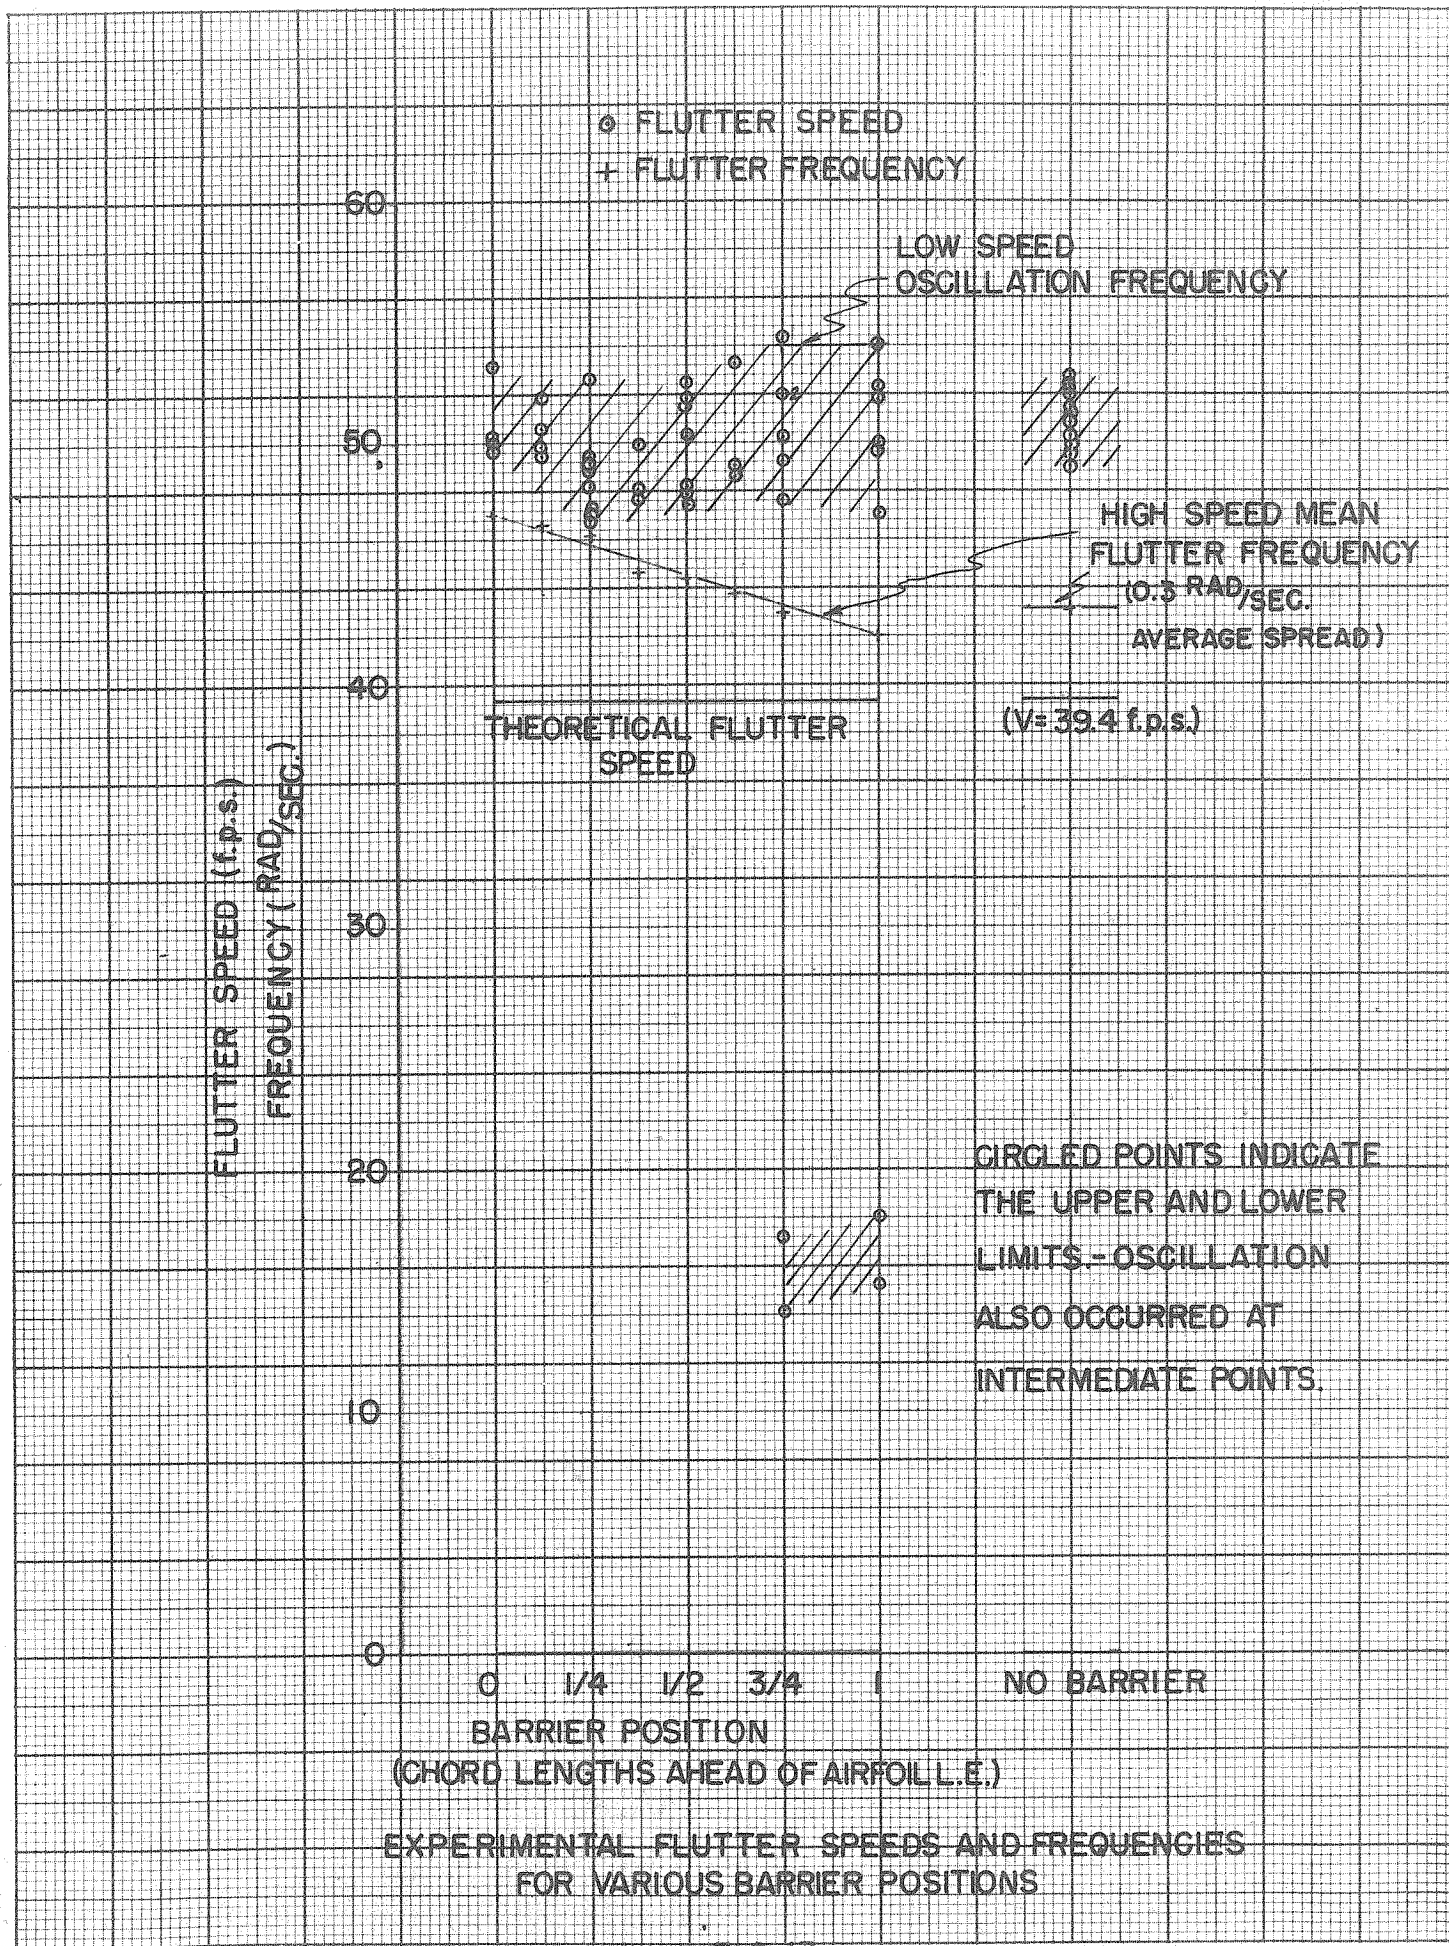 FLUTTER SPEED
+ FLUTTER FREQUENCY
60
LOW SPEED
OSCILLATION FREQUENCY
50
HIGH SPEED MEAN
FLUTTER FREQUENCY
(0.3 RAD/SEC.
AVERAGE SPREAD)
40
THEORETICAL FLUTTER
SPEED
(V=39.4 f.p.s.)
FLUTTER SPEED (f.p.s.)
FREQUENCY (RAD/SEC.)
30
20
CIRCLED POINTS INDICATE
THE UPPER AND LOWER
LIMITS.-OSCILLATION
ALSO OCCURRED AT
INTERMEDIATE POINTS.
10
0
0 1/4 1/2 3/4 1 NO BARRIER
BARRIER POSITION
(CHORD LENGTHS AHEAD OF AIRFOIL L.E.)
EXPERIMENTAL FLUTTER SPEEDS AND FREQUENCIES
FOR VARIOUS BARRIER POSITIONS